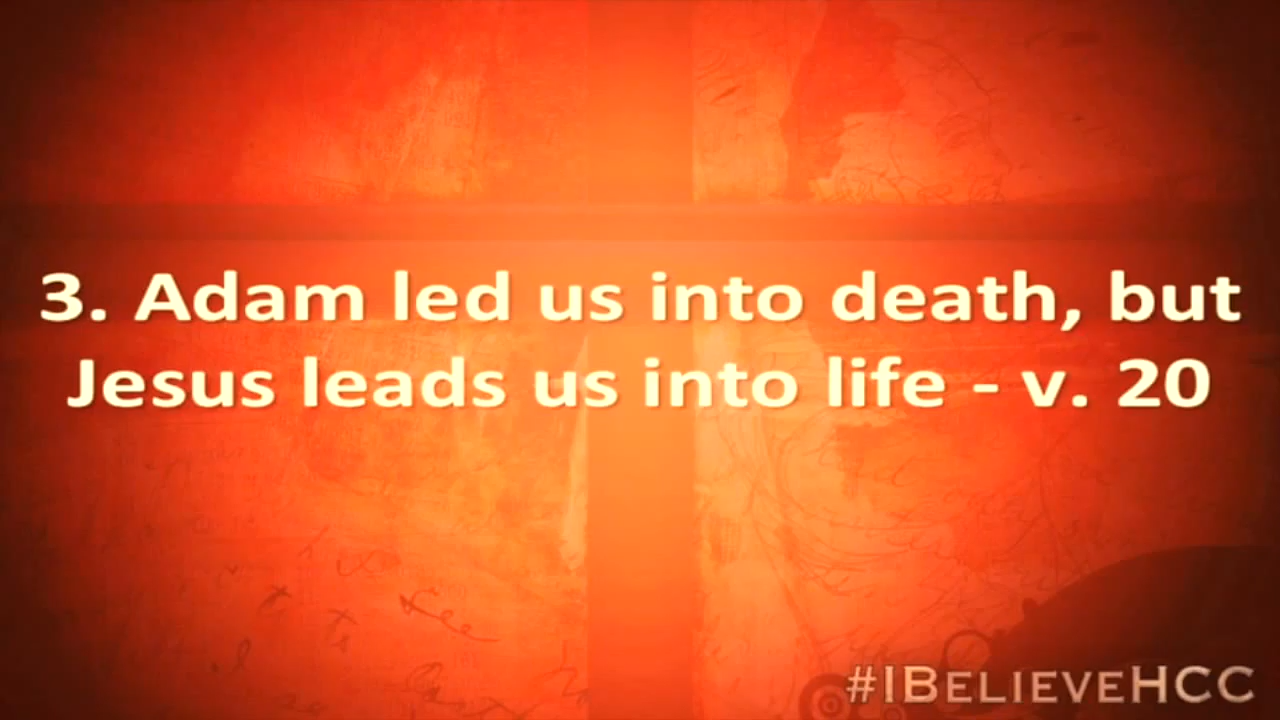 3. Adam led us into death, but
Jesus leads us into life - v. 20
#IBelieveHCC